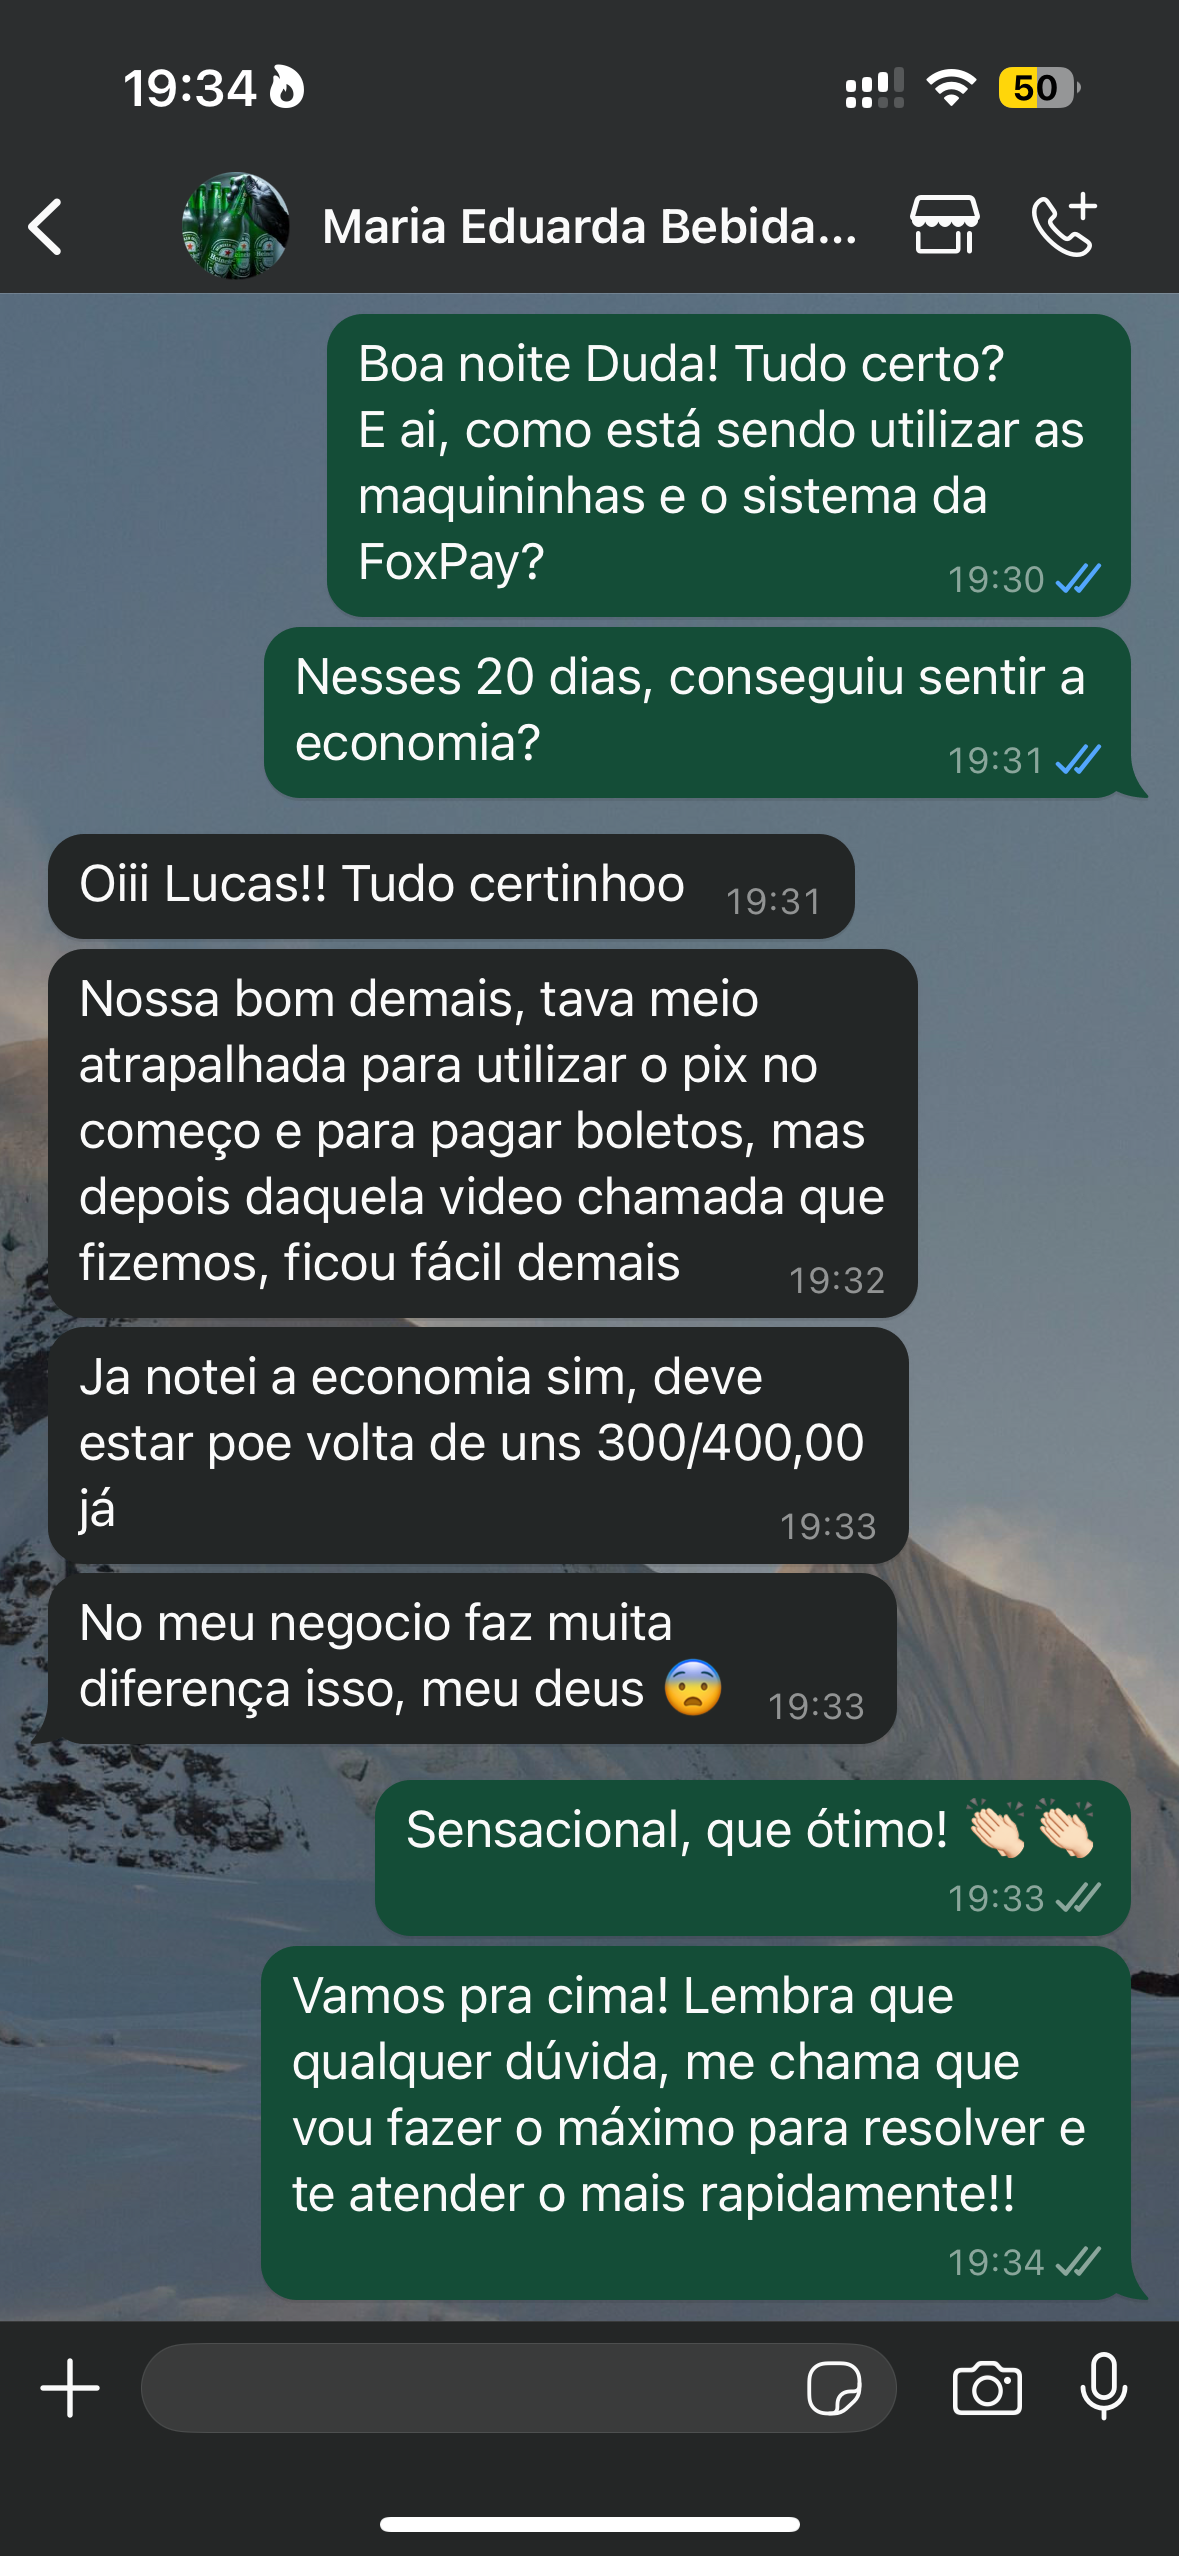 19:34
50
Maria Eduarda Bebida...
Boa noite Duda! Tudo certo?
E ai, como está sendo utilizar as
maquininhas e o sistema da
FoxPay?
19:30
Nesses 20 dias, conseguiu sentir a
economia?
19:31
Oiii Lucas!! Tudo certinhoo
19:31
Nossa bom demais, tava meio
atrapalhada para utilizar o pix no
começo e para pagar boletos, mas
depois daquela video chamada que
fizemos, ficou fácil demais
19:32
Ja notei a economia sim, deve
estar poe volta de uns 300/400,00
já
19:33
No meu negocio faz muita
diferença isso, meu deus 😨
19:33
Sensacional, que ótimo! 👏🏻👏🏻
19:33
Vamos pra cima! Lembra que
qualquer dúvida, me chama que
vou fazer o máximo para resolver e
te atender o mais rapidamente!!
19:34